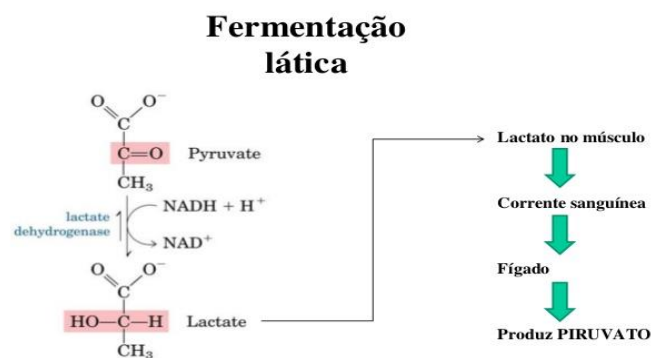 Fermentação
lática
O O⁻
C
C=O Pyruvate
CH₃
lactate
dehydrogenase
NADH + H⁺
NAD⁺
O O⁻
C
HO—C—H Lactate
CH₃
Lactato no músculo
Corrente sanguínea
Fígado
Produz PIRUVATO